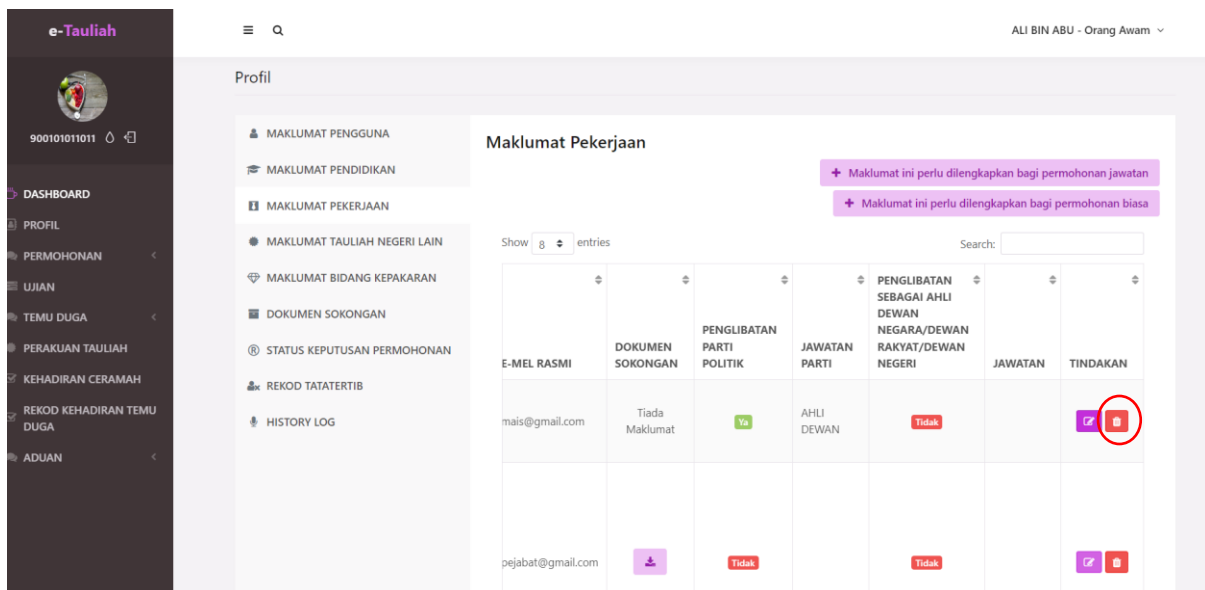 e-Tauliah
ALI BIN ABU - Orang Awam
900101011011
DASHBOARD
PROFIL
PERMOHONAN
UJIAN
TEMU DUGA
PERAKUAN TAULIAH
KEHADIRAN CERAMAH
REKOD KEHADIRAN TEMU
DUGA
ADUAN
Profil
MAKLUMAT PENGGUNA
MAKLUMAT PENDIDIKAN
MAKLUMAT PEKERJAAN
MAKLUMAT TAULIAH NEGERI LAIN
MAKLUMAT BIDANG KEPAKARAN
DOKUMEN SOKONGAN
® STATUS KEPUTUSAN PERMOHONAN
REKOD TATATERTIB
HISTORY LOG
Maklumat Pekerjaan
+ Maklumat ini perlu dilengkapkan bagi permohonan jawatan
+ Maklumat ini perlu dilengkapkan bagi permohonan biasa
Show 8 entries
Search:
E-MEL RASMI
DOKUMEN
SOKONGAN
PENGLIBATAN
PARTI
POLITIK
JAWATAN
PARTI
PENGLIBATAN
SEBAGAI AHLI
DEWAN
NEGARA/DEWAN
RAKYAT/DEWAN
NEGERI
JAWATAN
TINDAKAN
mais@gmail.com
Tiada
Maklumat
Ya
AHLI
DEWAN
Tidak
pejabat@gmail.com
Tidak
Tidak